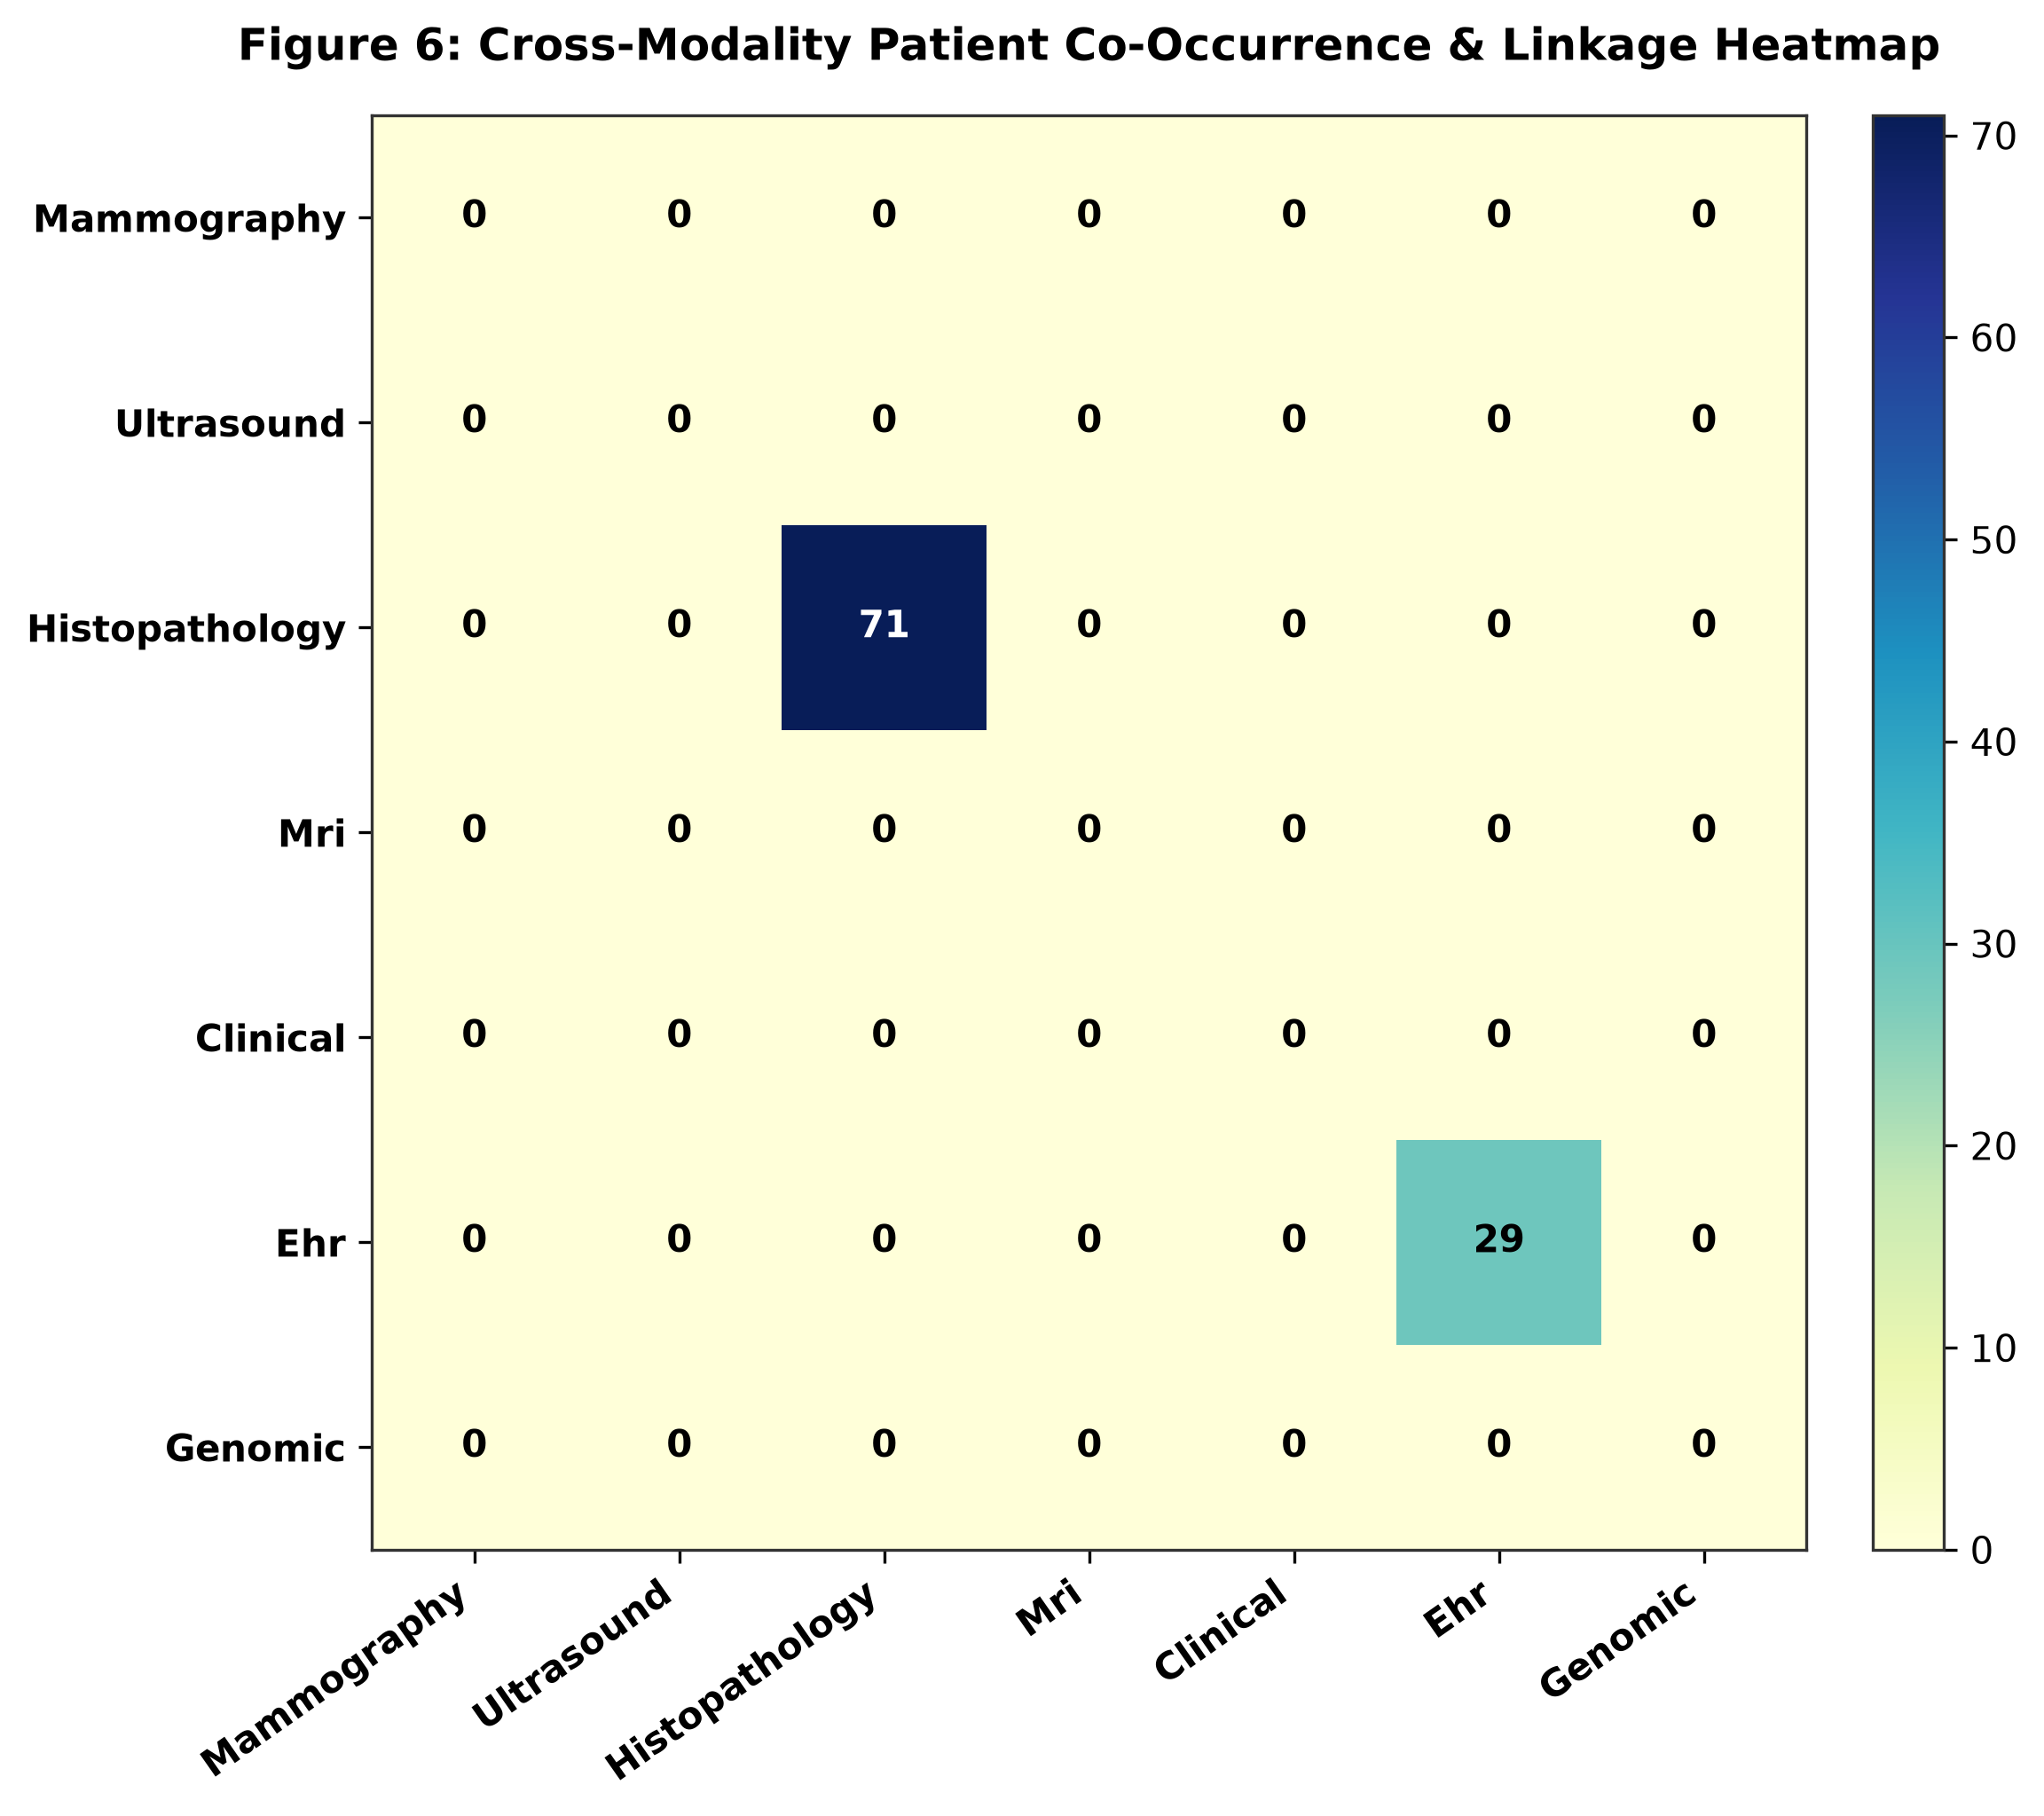 Figure 6: Cross-Modality Patient Co-Occurrence & Linkage Heatmap
Mammography 0 0 0 0 0 0 0
Ultrasound 0 0 0 0 0 0 0
Histopathology 0 0 71 0 0 0 0
Mri 0 0 0 0 0 0 0
Clinical 0 0 0 0 0 0 0
Ehr 0 0 0 0 0 29 0
Genomic 0 0 0 0 0 0 0
Mammography Ultrasound Histopathology Mri Clinical Ehr Genomic
70
60
50
40
30
20
10
0